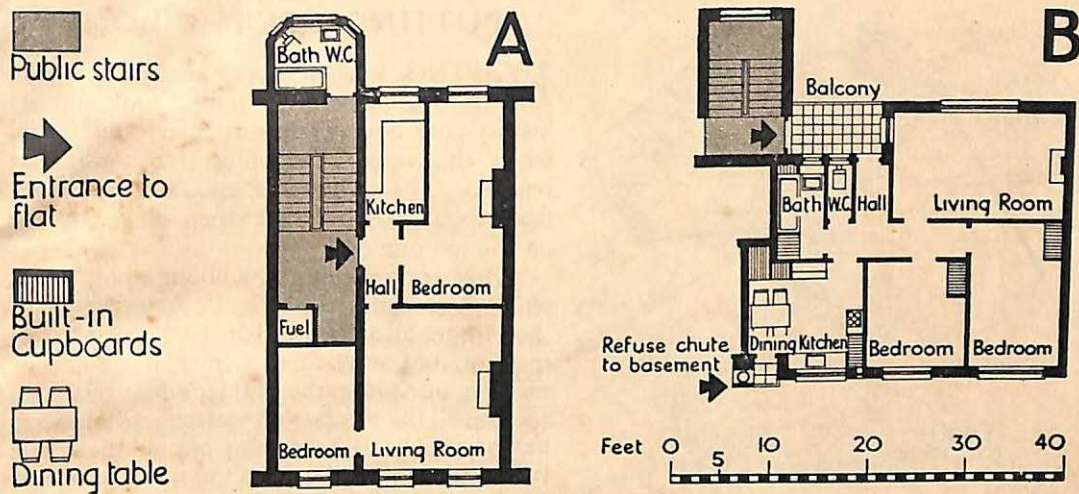 Public stairs
Entrance to
flat
Built-in
Cupboards
Dining table
A
Bath W.C.
Kitchen
Hall
Bedroom
Fuel
Bedroom
Living Room
B
Balcony
Bath
W.C.
Hall
Living Room
Dining Kitchen
Bedroom
Bedroom
Refuse chute
to basement
Feet 0 5 10 20 30 40